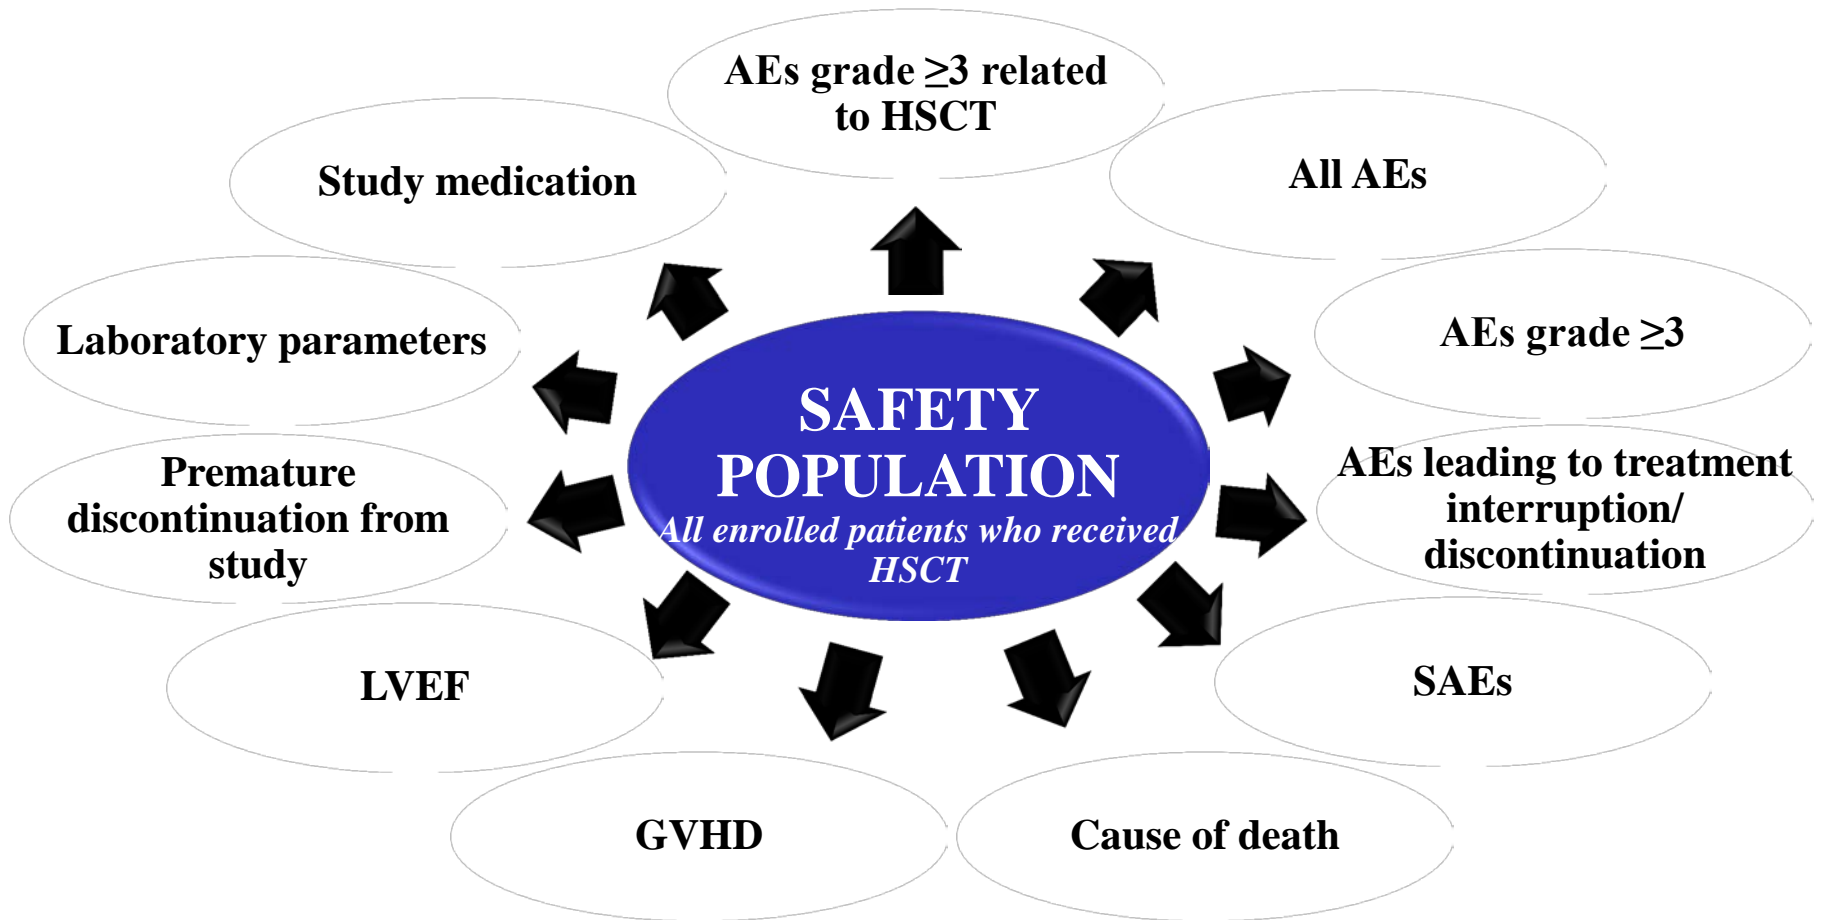 AEs grade ≥3 related
to HSCT
Study medication
All AEs
Laboratory parameters
AEs grade ≥3
SAFETY
POPULATION
All enrolled patients who received
HSCT
Premature
discontinuation from
study
AEs leading to treatment
interruption/
discontinuation
LVEF
SAEs
GVHD
Cause of death